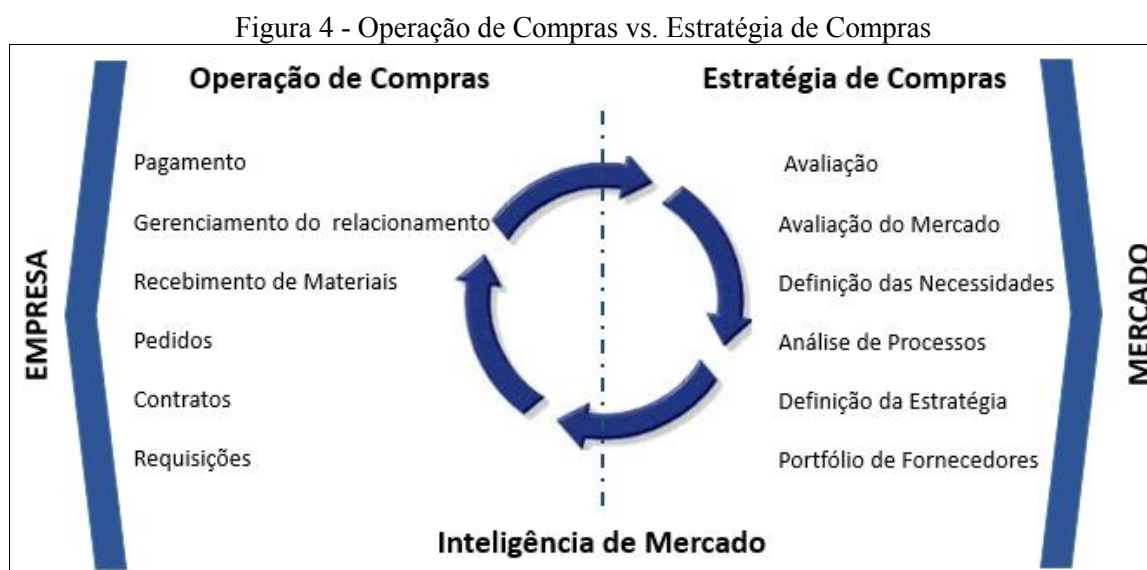 Figura 4 - Operação de Compras vs. Estratégia de Compras
Operação de Compras
Estratégia de Compras
EMPRESA
Pagamento
Gerenciamento do relacionamento
Recebimento de Materiais
Pedidos
Contratos
Requisições
Avaliação
Avaliação do Mercado
Definição das Necessidades
Análise de Processos
Definição da Estratégia
Portfólio de Fornecedores
MERCADO
Inteligência de Mercado